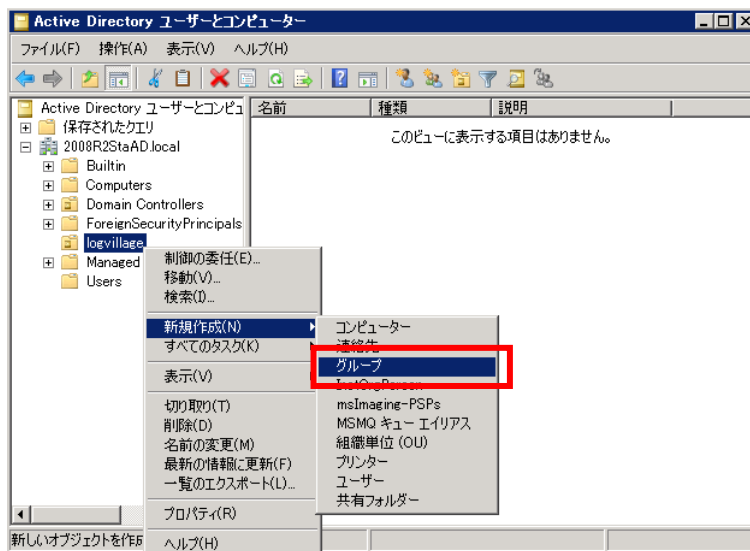 Active Directory ユーザーとコンピューター
ファイル(F) 操作(A) 表示(V) ヘルプ(H)
Active Directory ユーザーとコンピュ
名前 種類 説明
保存されたクエリ
このビューに表示する項目はありません。
2008R2StaAD.local
Builtin
Computers
Domain Controllers
ForeignSecurityPrincipals
logvillage
Managed
Users
制御の委任(E)...
移動(V)...
検索(I)...
新規作成(N)
すべてのタスク(K)
表示(V)
切り取り(T)
削除(D)
名前の変更(M)
最新の情報に更新(F)
一覧のエクスポート(L)...
プロパティ(R)
ヘルプ(H)
コンピューター
連絡先
グループ
InetOrgPerson
msImaging-PSPs
MSMQ キュー エイリアス
組織単位 (OU)
プリンター
ユーザー
共有フォルダー
新しいオブジェクトを作成